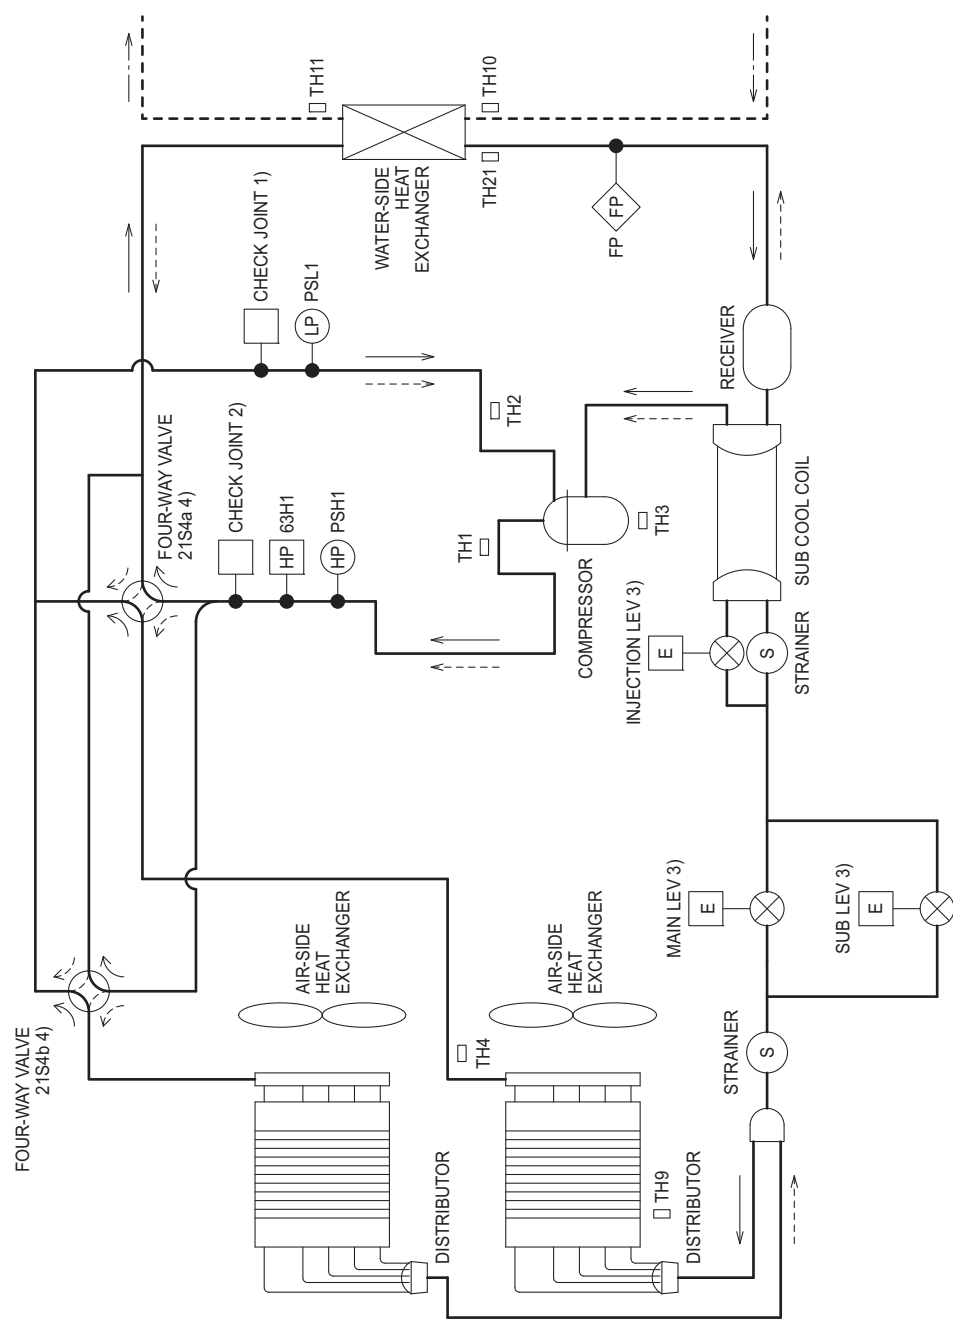 TH11
TH10
WATER-SIDE
HEAT
EXCHANGER
TH21
FP
FP
CHECK JOINT 1)
LP
PSL1
RECEIVER
TH2
FOUR-WAY VALVE
21S4a 4)
CHECK JOINT 2)
HP
63H1
HP
PSH1
TH1
TH3
COMPRESSOR
SUB COOL COIL
INJECTION LEV 3)
E
S
STRAINER
FOUR-WAY VALVE
21S4b 4)
AIR-SIDE
HEAT
EXCHANGER
AIR-SIDE
HEAT
EXCHANGER
MAIN LEV 3)
E
SUB LEV 3)
E
TH4
STRAINER
S
TH9
DISTRIBUTOR
DISTRIBUTOR